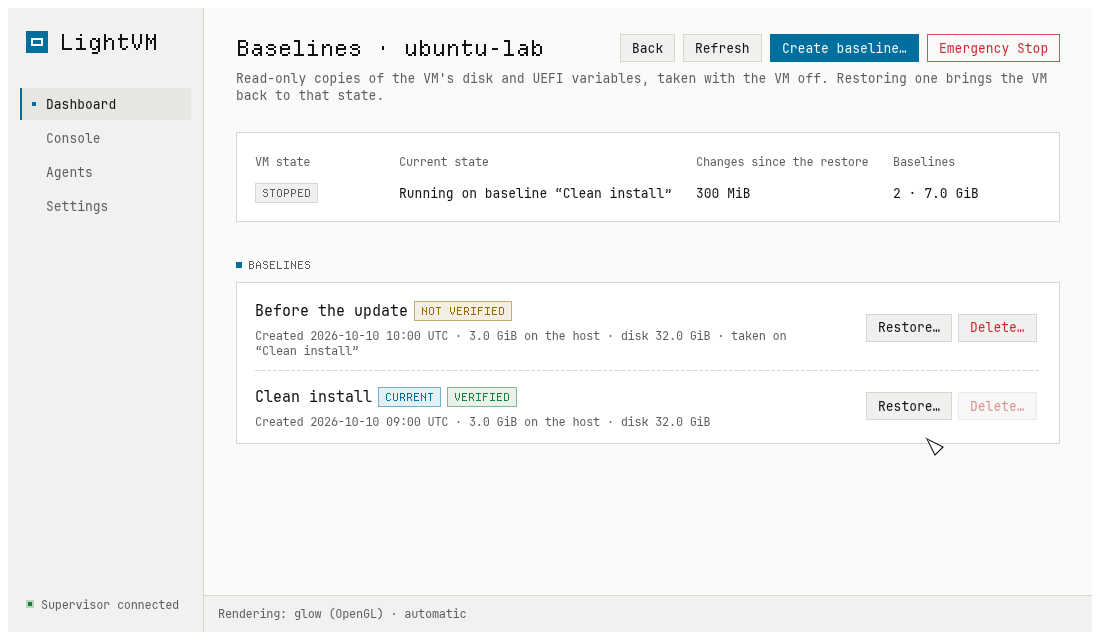 LightVM
Dashboard
Console
Agents
Settings
Supervisor connected
Baselines · ubuntu-lab
Back
Refresh
Create baseline…
Emergency Stop
Read-only copies of the VM's disk and UEFI variables, taken with the VM off. Restoring one brings the VM
back to that state.
VM state
Current state
Changes since the restore
Baselines
STOPPED
Running on baseline “Clean install”
300 MiB
2 · 7.0 GiB
BASELINES
Before the update NOT VERIFIED
Created 2026-10-10 10:00 UTC · 3.0 GiB on the host · disk 32.0 GiB · taken on
“Clean install”
Restore…
Delete…
Clean install CURRENT VERIFIED
Created 2026-10-10 09:00 UTC · 3.0 GiB on the host · disk 32.0 GiB
Restore…
Delete…
Rendering: glow (OpenGL) · automatic